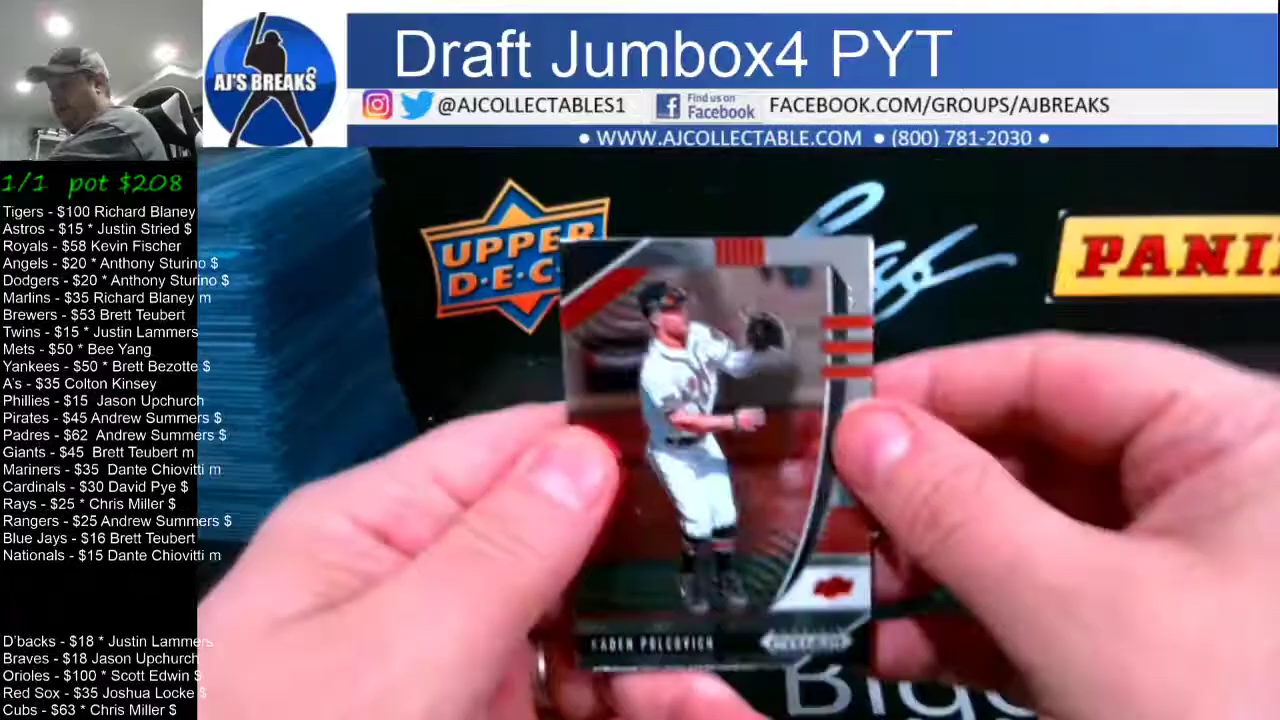 AJ'S BREAKS
Draft Jumbox4 PYT
@AJCOLLECTABLES1
Find us on
Facebook
FACEBOOK.COM/GROUPS/AJBREAKS
• WWW.AJCOLLECTABLE.COM • (800) 781-2030 •
1/1 pot $208
Tigers - $100 Richard Blaney
Astros - $15 * Justin Stried $
Royals - $58 Kevin Fischer
Angels - $20 * Anthony Sturino $
Dodgers - $20 * Anthony Sturino $
Marlins - $35 Richard Blaney m
Brewers - $53 Brett Teubert
Twins - $15 * Justin Lammers
Mets - $50 * Bee Yang
Yankees - $50 * Brett Bezotte $
A's - $35 Colton Kinsey
Phillies - $15 Jason Upchurch
Pirates - $45 Andrew Summers $
Padres - $62 Andrew Summers $
Giants - $45 Brett Teubert m
Mariners - $35 Dante Chiovitti m
Cardinals - $30 David Pye $
Rays - $25 * Chris Miller $
Rangers - $25 Andrew Summers $
Blue Jays - $16 Brett Teubert
Nationals - $15 Dante Chiovitti m
D'backs - $18 * Justin Lammers
Braves - $18 Jason Upchurch
Orioles - $100 * Scott Edwin $
Red Sox - $35 Joshua Locke $
Cubs - $63 * Chris Miller $
UPPER
D·E·C
PANI
KADEN POLCOVICH